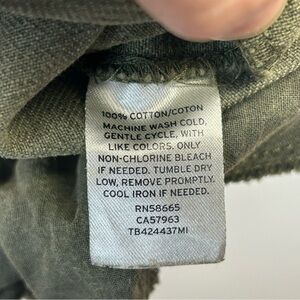 100% COTTON/COTON
MACHINE WASH COLD,
GENTLE CYCLE, WITH
LIKE COLORS. ONLY
NON-CHLORINE BLEACH
IF NEEDED. TUMBLE DRY
LOW, REMOVE PROMPTLY.
COOL IRON IF NEEDED.
RN58665
CA57963
TB424437MI